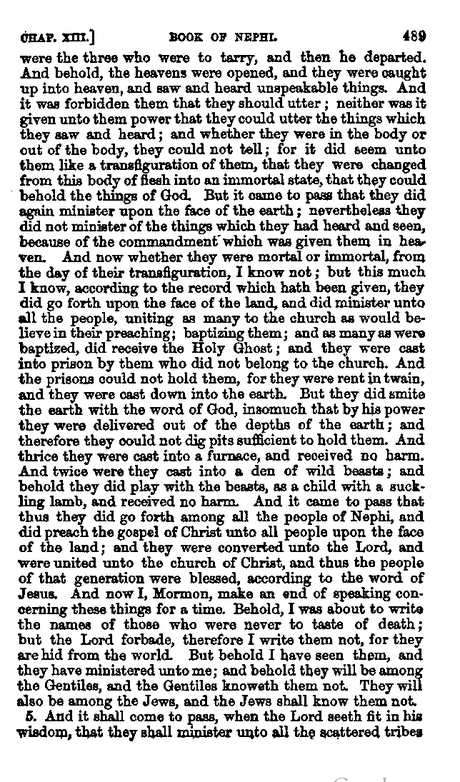 CHAP. XIII.] BOOK OF NEPHI. 489
were the three who were to tarry, and then he departed.
And behold, the heavens were opened, and they were caught
up into heaven, and saw and heard unspeakable things. And
it was forbidden them that they should utter; neither was it
given unto them power that they could utter the things which
they saw and heard; and whether they were in the body or
out of the body, they could not tell; for it did seem unto
them like a transfiguration of them, that they were changed
from this body of flesh into an immortal state, that they could
behold the things of God. But it came to pass that they did
again minister upon the face of the earth; nevertheless they
did not minister of the things which they had heard and seen,
because of the commandment which was given them in hea-
ven. And now whether they were mortal or immortal, from
the day of their transfiguration, I know not; but this much
I know, according to the record which hath been given, they
did go forth upon the face of the land, and did minister unto
all the people, uniting as many to the church as would be-
lieve in their preaching; baptizing them; and as many as were
baptized, did receive the Holy Ghost; and they were cast
into prison by them who did not belong to the church. And
the prisons could not hold them, for they were rent in twain,
and they were cast down into the earth. But they did smite
the earth with the word of God, insomuch that by his power
they were delivered out of the depths of the earth; and
therefore they could not dig pits sufficient to hold them. And
thrice they were cast into a furnace, and received no harm.
And twice were they cast into a den of wild beasts; and
behold they did play with the beasts, as a child with a suck-
ling lamb, and received no harm. And it came to pass that
thus they did go forth among all the people of Nephi, and
did preach the gospel of Christ unto all people upon the face
of the land; and they were converted unto the Lord, and
were united unto the church of Christ, and thus the people
of that generation were blessed, according to the word of
Jesus. And now I, Mormon, make an end of speaking con-
cerning these things for a time. Behold, I was about to write
the names of those who were never to taste of death;
but the Lord forbade, therefore I write them not, for they
are hid from the world. But behold I have seen them, and
they have ministered unto me; and behold they will be among
the Gentiles, and the Gentiles knoweth them not. They will
also be among the Jews, and the Jews shall know them not.
5. And it shall come to pass, when the Lord seeth fit in his
wisdom, that they shall minister unto all the scattered tribes